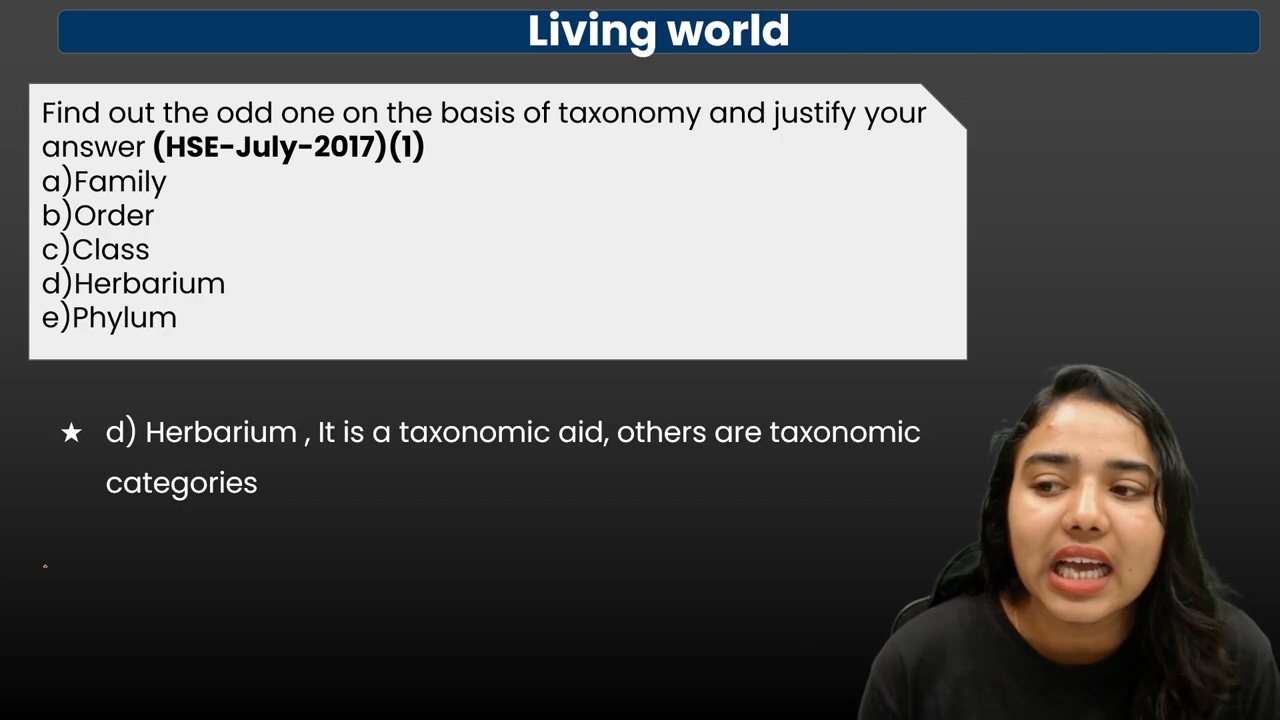 Living world
Find out the odd one on the basis of taxonomy and justify your
answer (HSE-July-2017)(1)
a)Family
b)Order
c)Class
d)Herbarium
e)Phylum
★ d) Herbarium , It is a taxonomic aid, others are taxonomic
categories